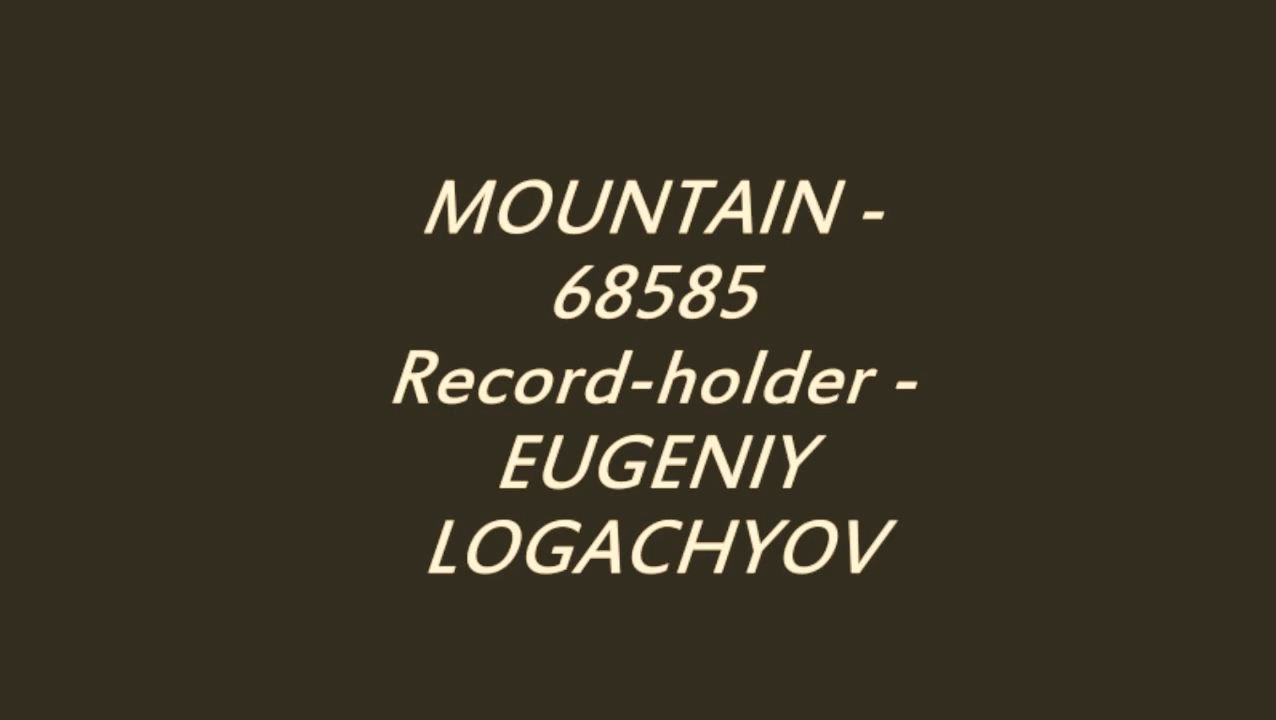 MOUNTAIN -
68585
Record-holder -
EUGENIY
LOGACHYOV